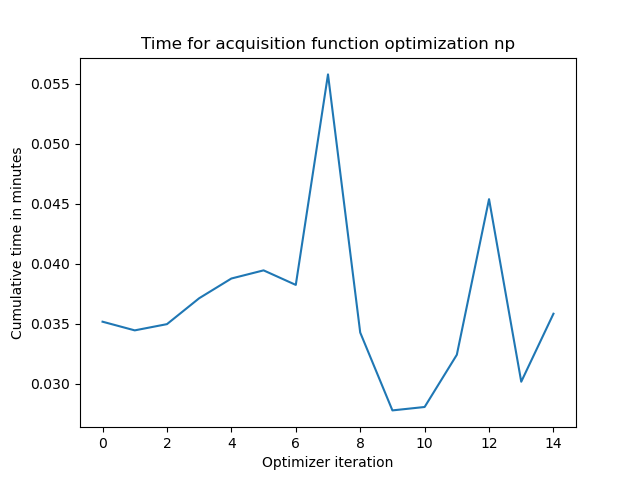 Time for acquisition function optimization np
Cumulative time in minutes
0.055
0.050
0.045
0.040
0.035
0.030
0 2 4 6 8 10 12 14
Optimizer iteration